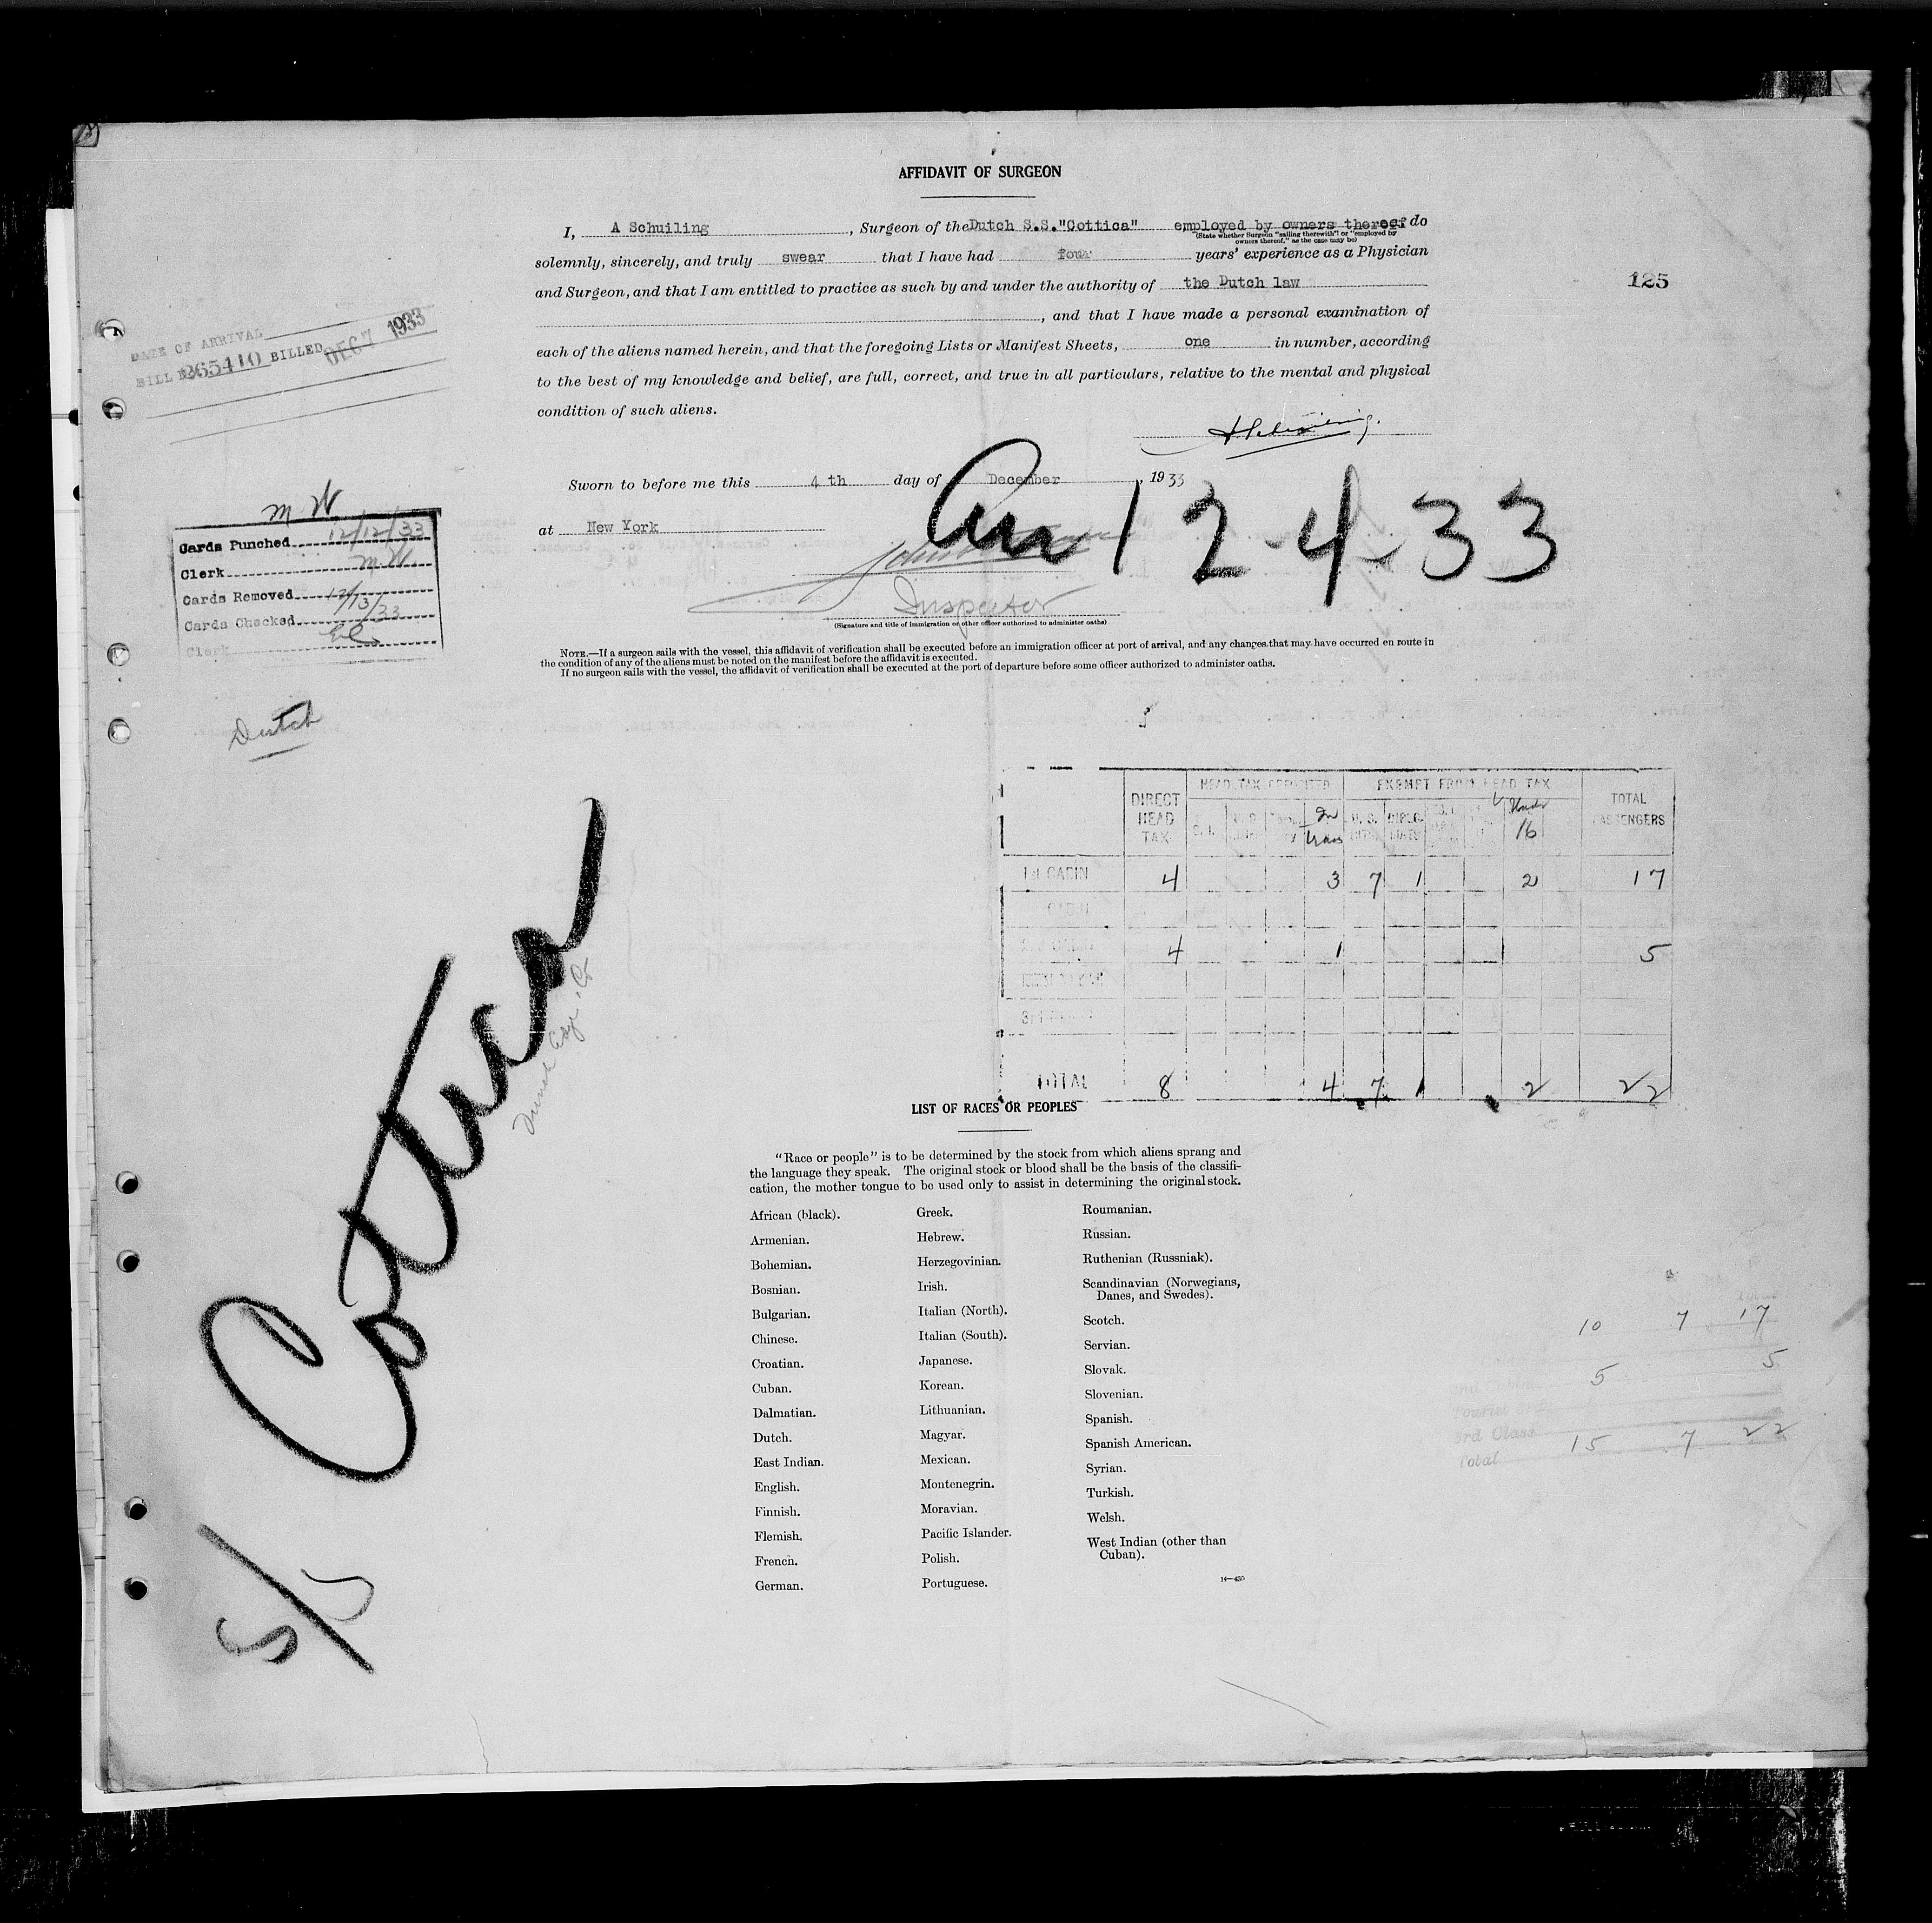 AFFIDAVIT OF SURGEON
I, A Schuiling, Surgeon of the Dutch S.S."Cottica" employed by owners thereof do
(State whether Surgeon "sailing therewith" or "employed by
owners thereof," as the case may be)
solemnly, sincerely, and truly swear that I have had four years' experience as a Physician
and Surgeon, and that I am entitled to practice as such by and under the authority of the Dutch law
, and that I have made a personal examination of
each of the aliens named herein, and that the foregoing Lists or Manifest Sheets, one in number, according
to the best of my knowledge and belief, are full, correct, and true in all particulars, relative to the mental and physical
condition of such aliens.
125
DATE OF ARRIVAL
BILL No 365410 BILLED DEC 7 1933
Sworn to before me this 4 th day of December, 1933
at New York
Arr 12-4-33
Inspector
(Signature and title of immigration or other officer authorized to administer oaths)
M W
Cards Punched 12/12/33
Clerk M W.
Cards Removed 12/13/33
Cards Checked
Clerk
NOTE.—If a surgeon sails with the vessel, this affidavit of verification shall be executed before an immigration officer at port of arrival, and any changes that may have occurred en route in
the condition of any of the aliens must be noted on the manifest before the affidavit is executed.
If no surgeon sails with the vessel, the affidavit of verification shall be executed at the port of departure before some officer authorized to administer oaths.
Dutch
S/S Cottica
HEAD TAX EXEMPT FROM HEAD TAX
DIRECT HEAD TAX In Trans U.S. DIPLO. Under 16 TOTAL PASSENGERS
1st CABIN 4 3 7 1 2 17
4 1 5
TOTAL 8 4 7 1 2 22
LIST OF RACES OR PEOPLES
"Race or people" is to be determined by the stock from which aliens sprang and
the language they speak. The original stock or blood shall be the basis of the classifi-
cation, the mother tongue to be used only to assist in determining the original stock.
African (black).
Armenian.
Bohemian.
Bosnian.
Bulgarian.
Chinese.
Croatian.
Cuban.
Dalmatian.
Dutch.
East Indian.
English.
Finnish.
Flemish.
French.
German.
Greek.
Hebrew.
Herzegovinian.
Irish.
Italian (North).
Italian (South).
Japanese.
Korean.
Lithuanian.
Magyar.
Mexican.
Montenegrin.
Moravian.
Pacific Islander.
Polish.
Portuguese.
Roumanian.
Russian.
Ruthenian (Russniak).
Scandinavian (Norwegians,
Danes, and Swedes).
Scotch.
Servian.
Slovak.
Slovenian.
Spanish.
Spanish American.
Syrian.
Turkish.
Welsh.
West Indian (other than
Cuban).
14—430
10 7 17
2nd Cabin 5 5
Tourist 3rd
3rd Class
Total 15 7 22